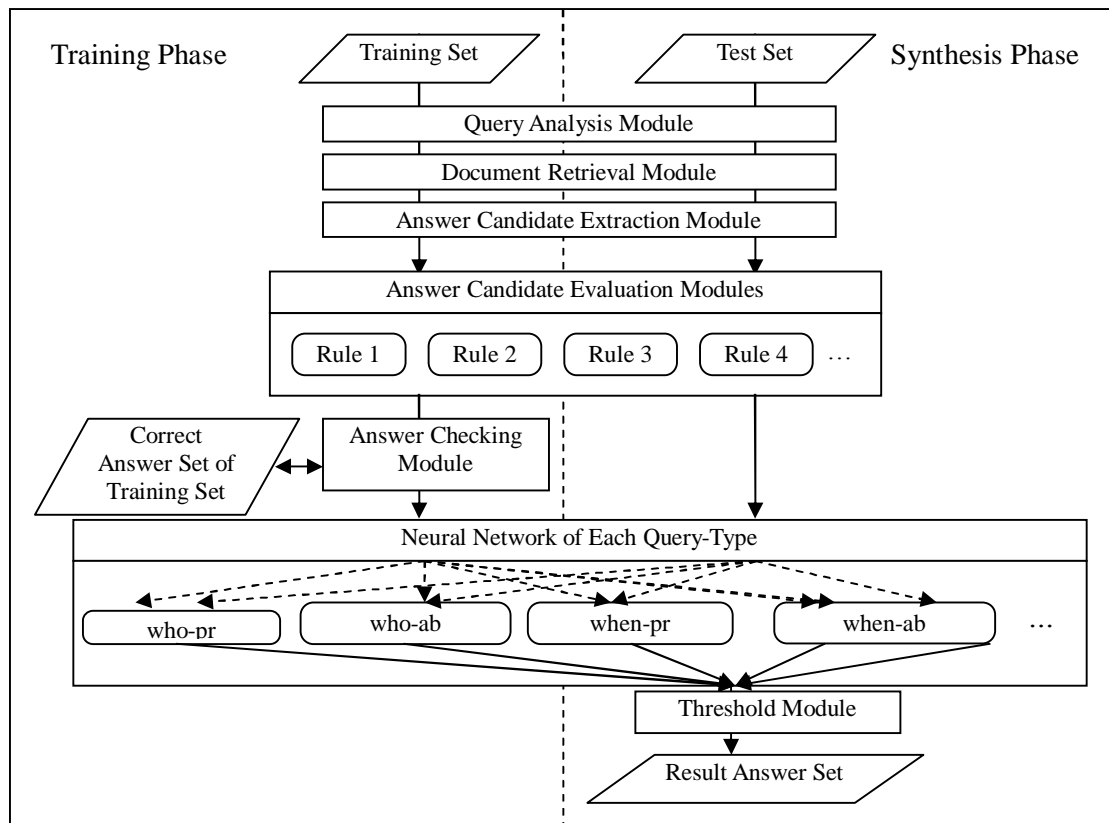 Training Phase
Training Set
Test Set
Synthesis Phase
Query Analysis Module
Document Retrieval Module
Answer Candidate Extraction Module
Answer Candidate Evaluation Modules
Rule 1
Rule 2
Rule 3
Rule 4
…
Correct
Answer Set of
Training Set
Answer Checking
Module
Neural Network of Each Query-Type
who-pr
who-ab
when-pr
when-ab
…
Threshold Module
Result Answer Set